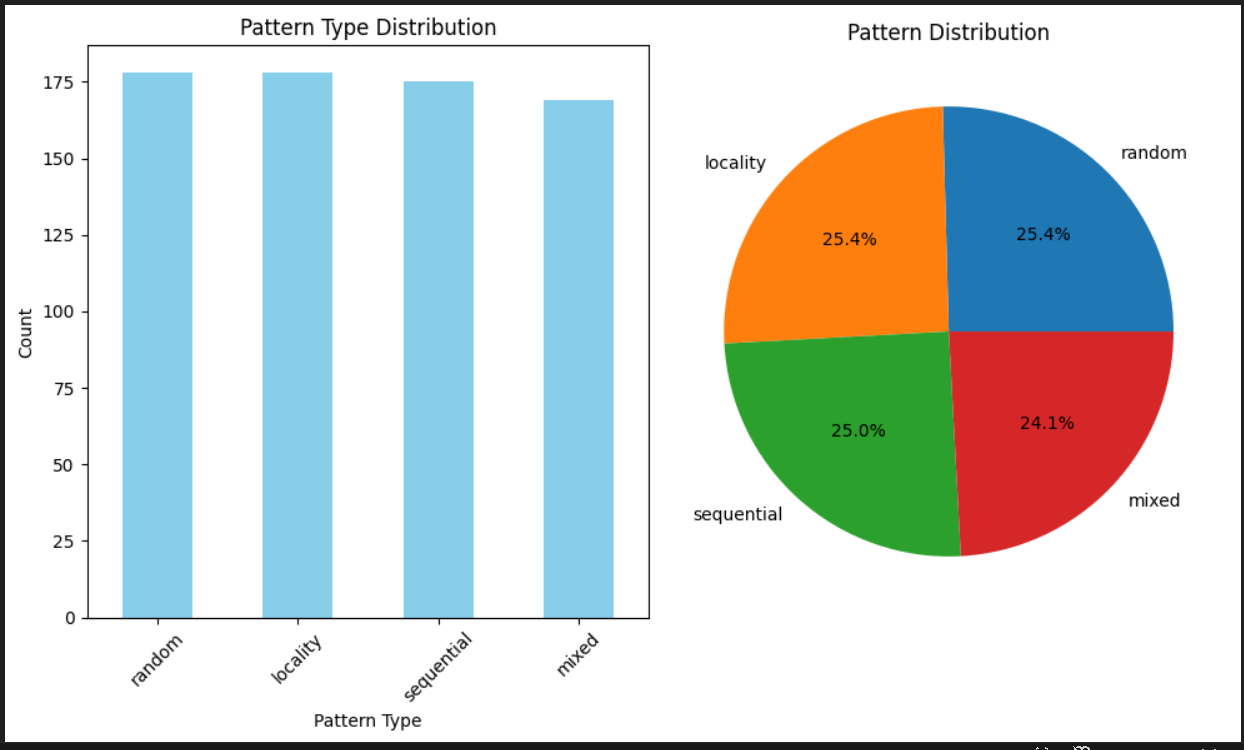 Pattern Type Distribution
Count
175
150
125
100
75
50
25
0
random
locality
sequential
mixed
Pattern Type
Pattern Distribution
random
locality
sequential
mixed
25.4%
25.4%
25.0%
24.1%